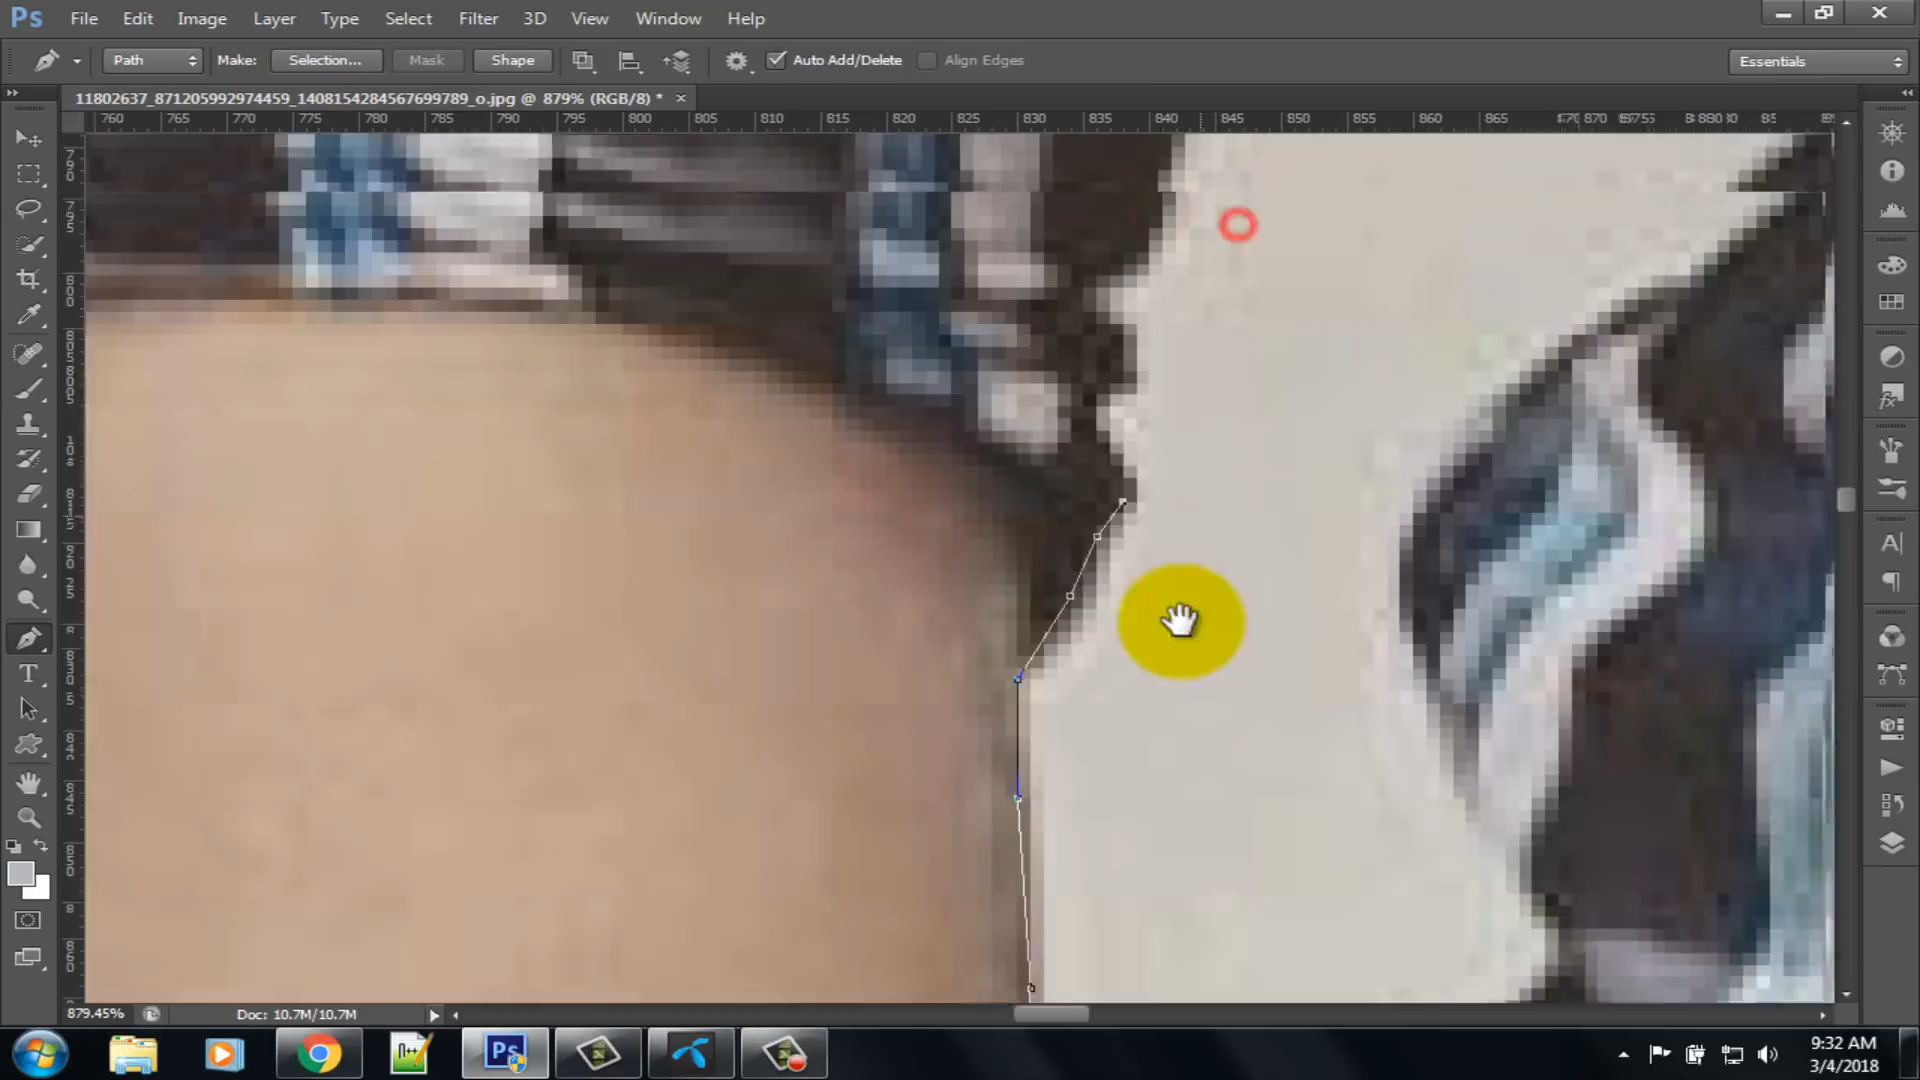 Ps File Edit Image Layer Type Select Filter 3D View Window Help
Path Make: Selection... Mask Shape Auto Add/Delete Align Edges Essentials
11802637_871205992974459_1408154284567699789_o.jpg @ 879% (RGB/8) * ×
760 765 770 775 780 785 790 795 800 805 810 815 820 825 830 835 840 845 850 855 860 865 870
879.45% Doc: 10.7M/10.7M
9:32 AM
3/4/2018